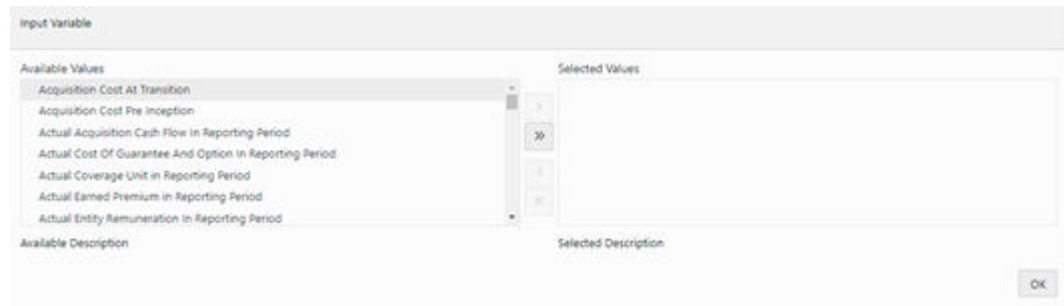 Input Variable
Available Values
Selected Values
Acquisition Cost At Transition
Acquisition Cost Pre Inception
Actual Acquisition Cash Flow In Reporting Period
Actual Cost Of Guarantee And Option In Reporting Period
Actual Coverage Unit in Reporting Period
Actual Earned Premium in Reporting Period
Actual Entity Remuneration In Reporting Period
Available Description
Selected Description
OK